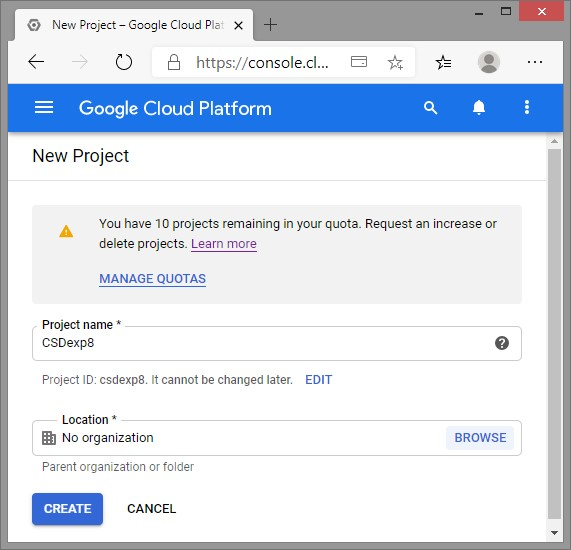 New Project – Google Cloud Plat
https://console.cl...
Google Cloud Platform
New Project
You have 10 projects remaining in your quota. Request an increase or
delete projects. Learn more
MANAGE QUOTAS
Project name *
CSDexp8
Project ID: csdexp8. It cannot be changed later. EDIT
Location *
No organization BROWSE
Parent organization or folder
CREATE CANCEL